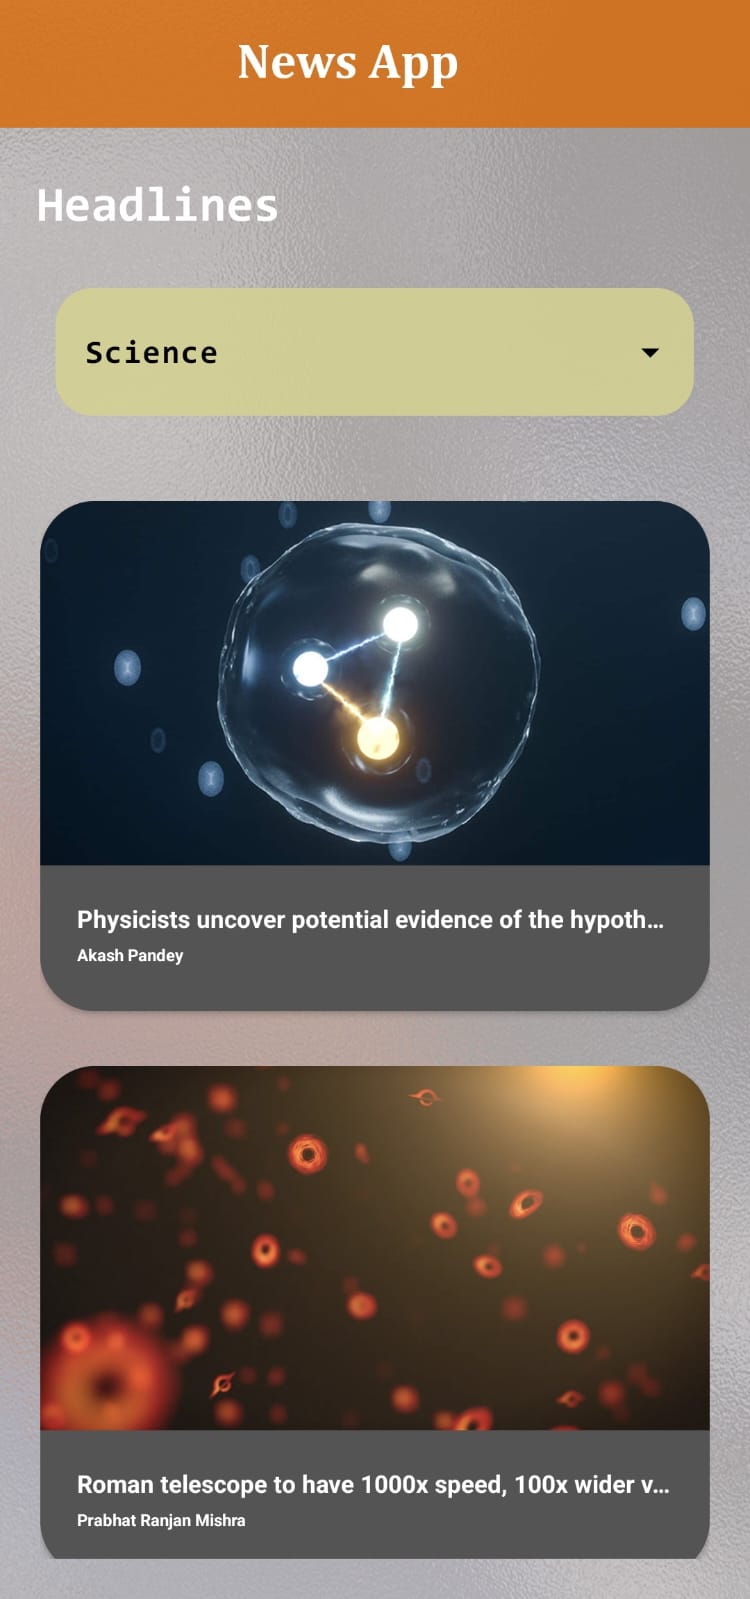 News App
Headlines
Science
Physicists uncover potential evidence of the hypoth...
Akash Pandey
Roman telescope to have 1000x speed, 100x wider v...
Prabhat Ranjan Mishra